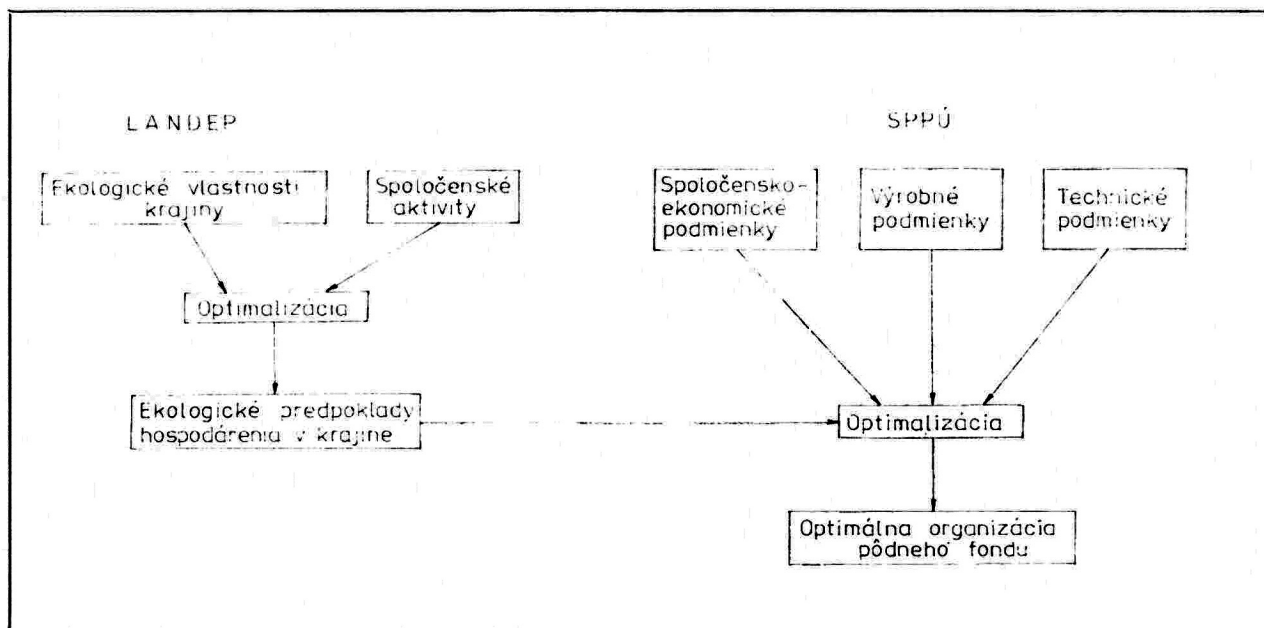 LANDEP
SPPÚ
Ekologické vlastnosti
krajiny
Spoločenské
aktivity
Spoločensko-
ekonomické
podmienky
Výrobné
podmienky
Technické
podmienky
Optimalizácia
Ekologické predpoklady
hospodárenia v krajine
Optimalizácia
Optimálna organizácia
pôdneho fondu